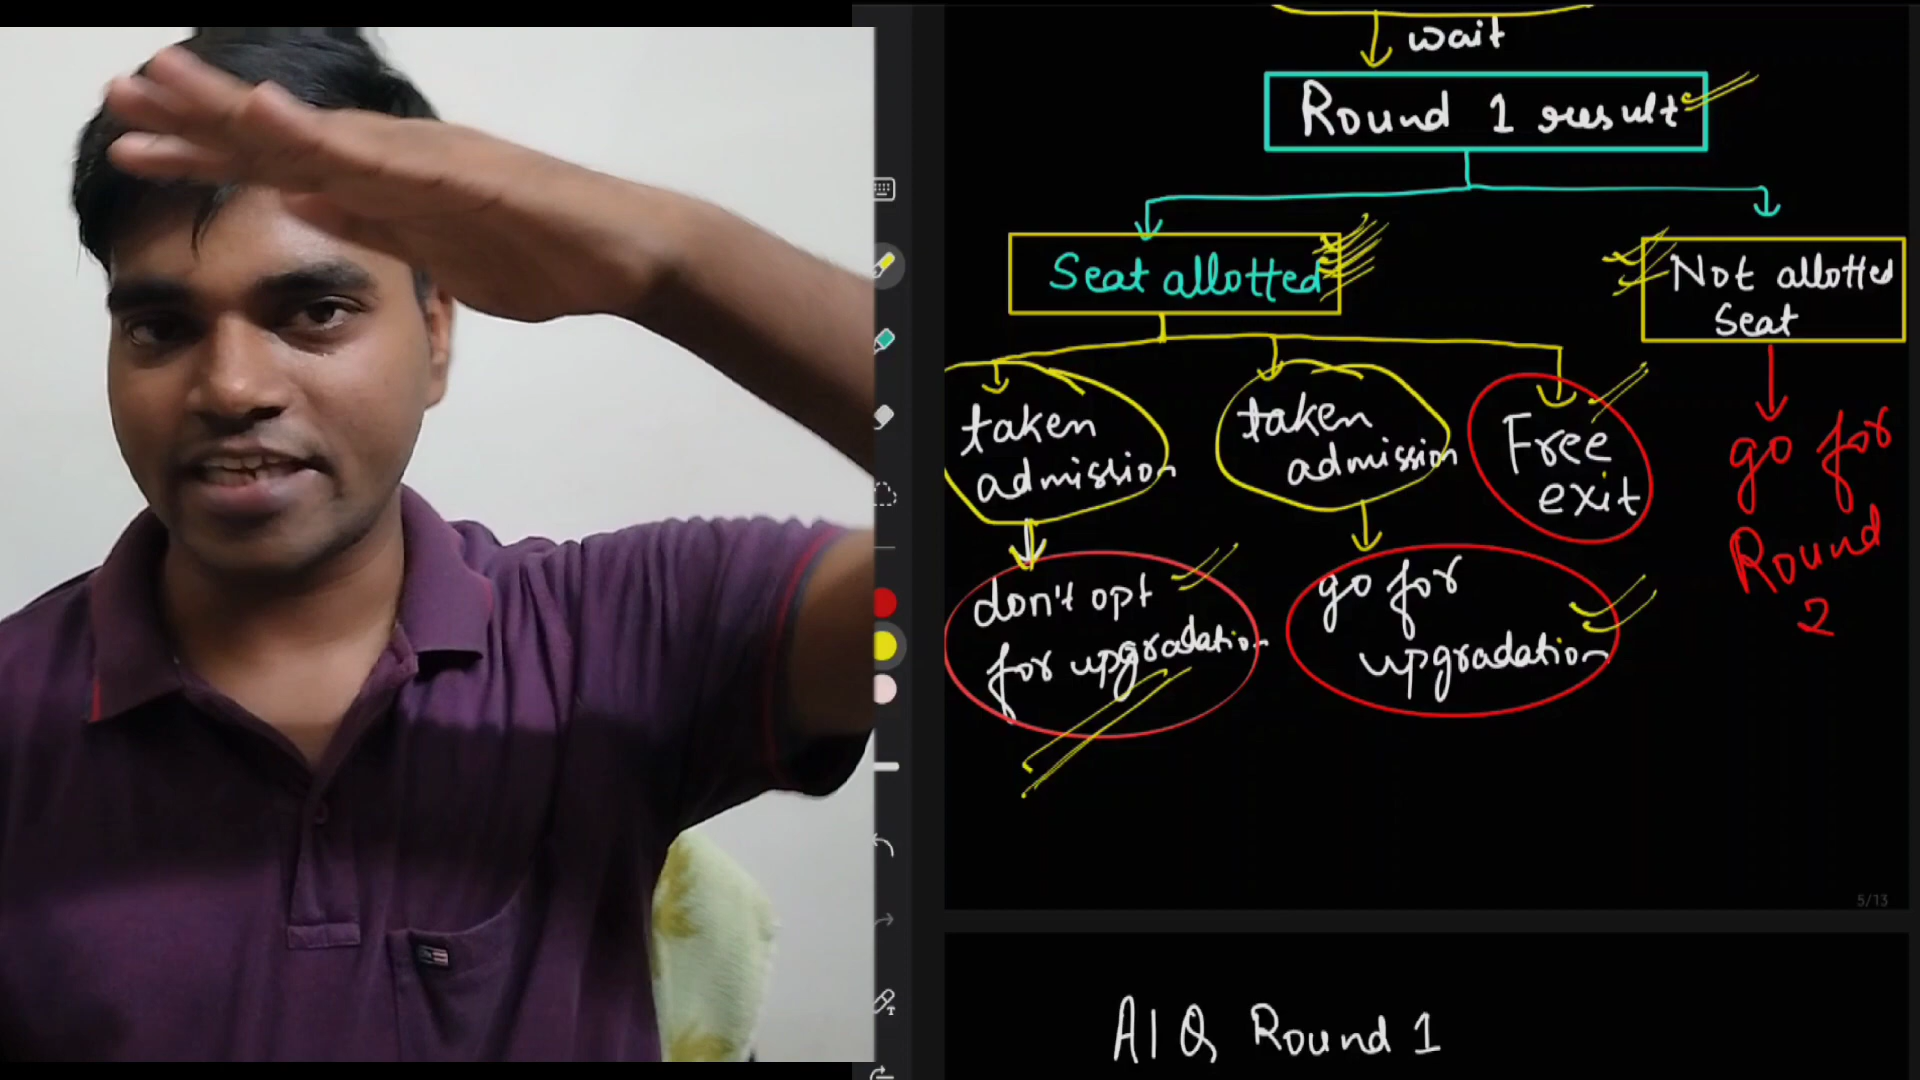 wait
Round 1 result
Seat allotted
Not allotted
Seat
taken
admission
taken
admission
Free
exit
go for
Round
2
don't opt
for upgradation
go for
upgradation
5/13
AIQ Round 1